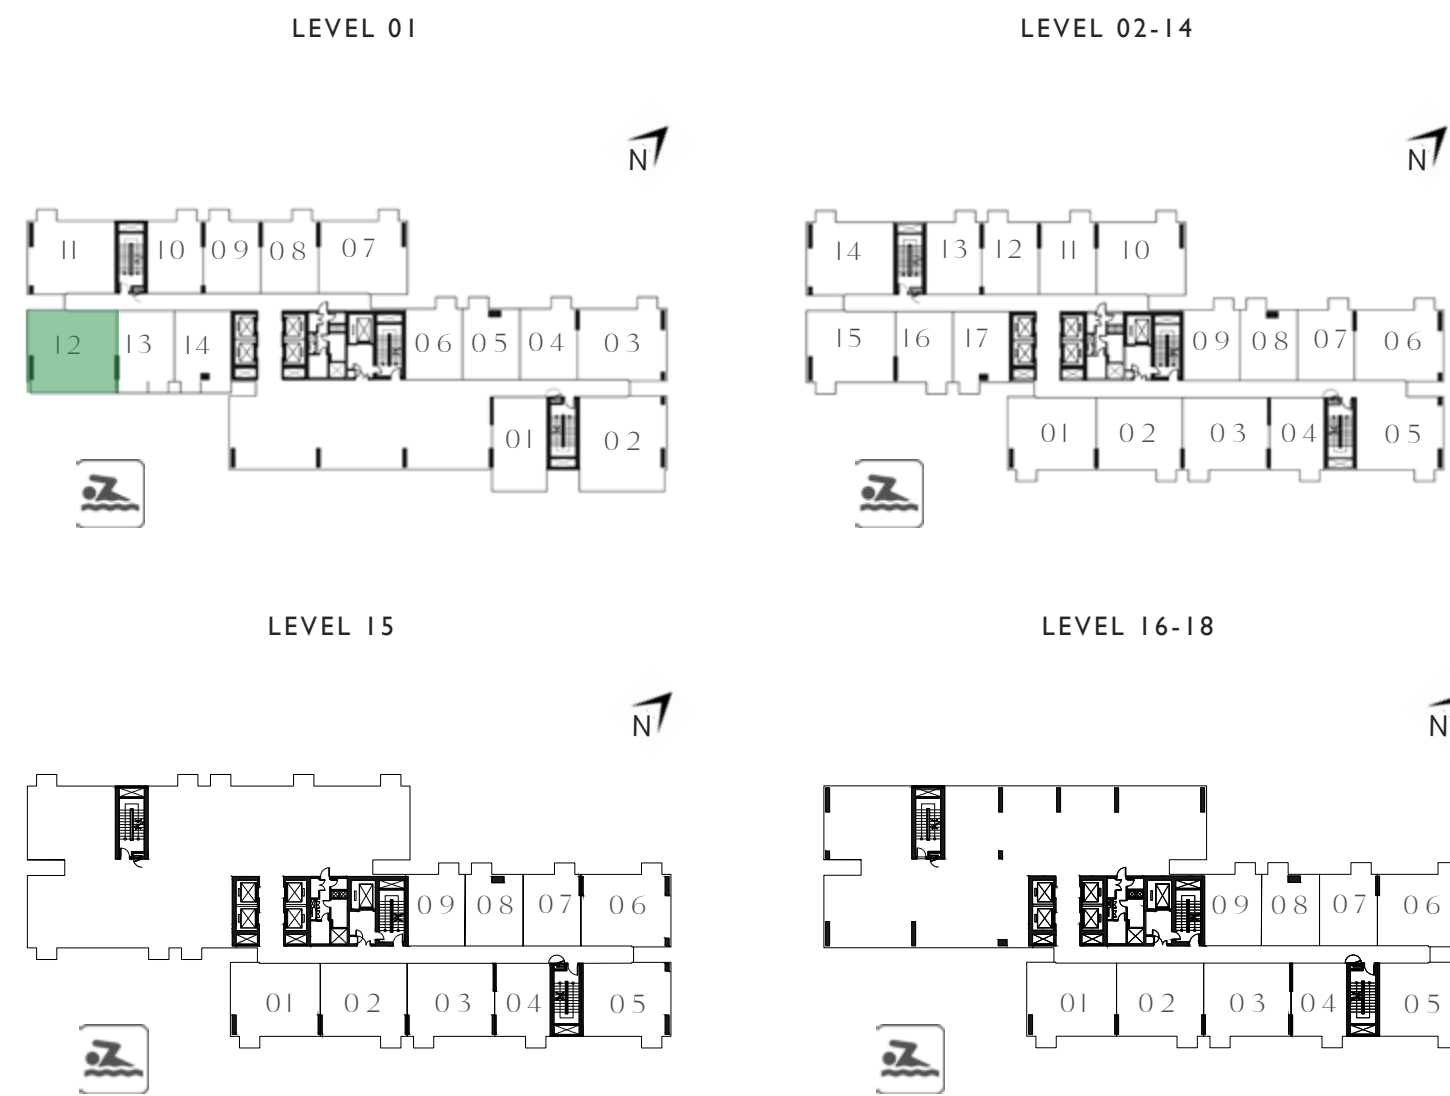 LEVEL 01
LEVEL 02-14
N
N
11 10 09 08 07
14 13 12 11 10
12 13 14 06 05 04 03
15 16 17 09 08 07 06
01 02
01 02 03 04 05
LEVEL 15
LEVEL 16-18
N
N
09 08 07 06
09 08 07 06
01 02 03 04 05
01 02 03 04 05